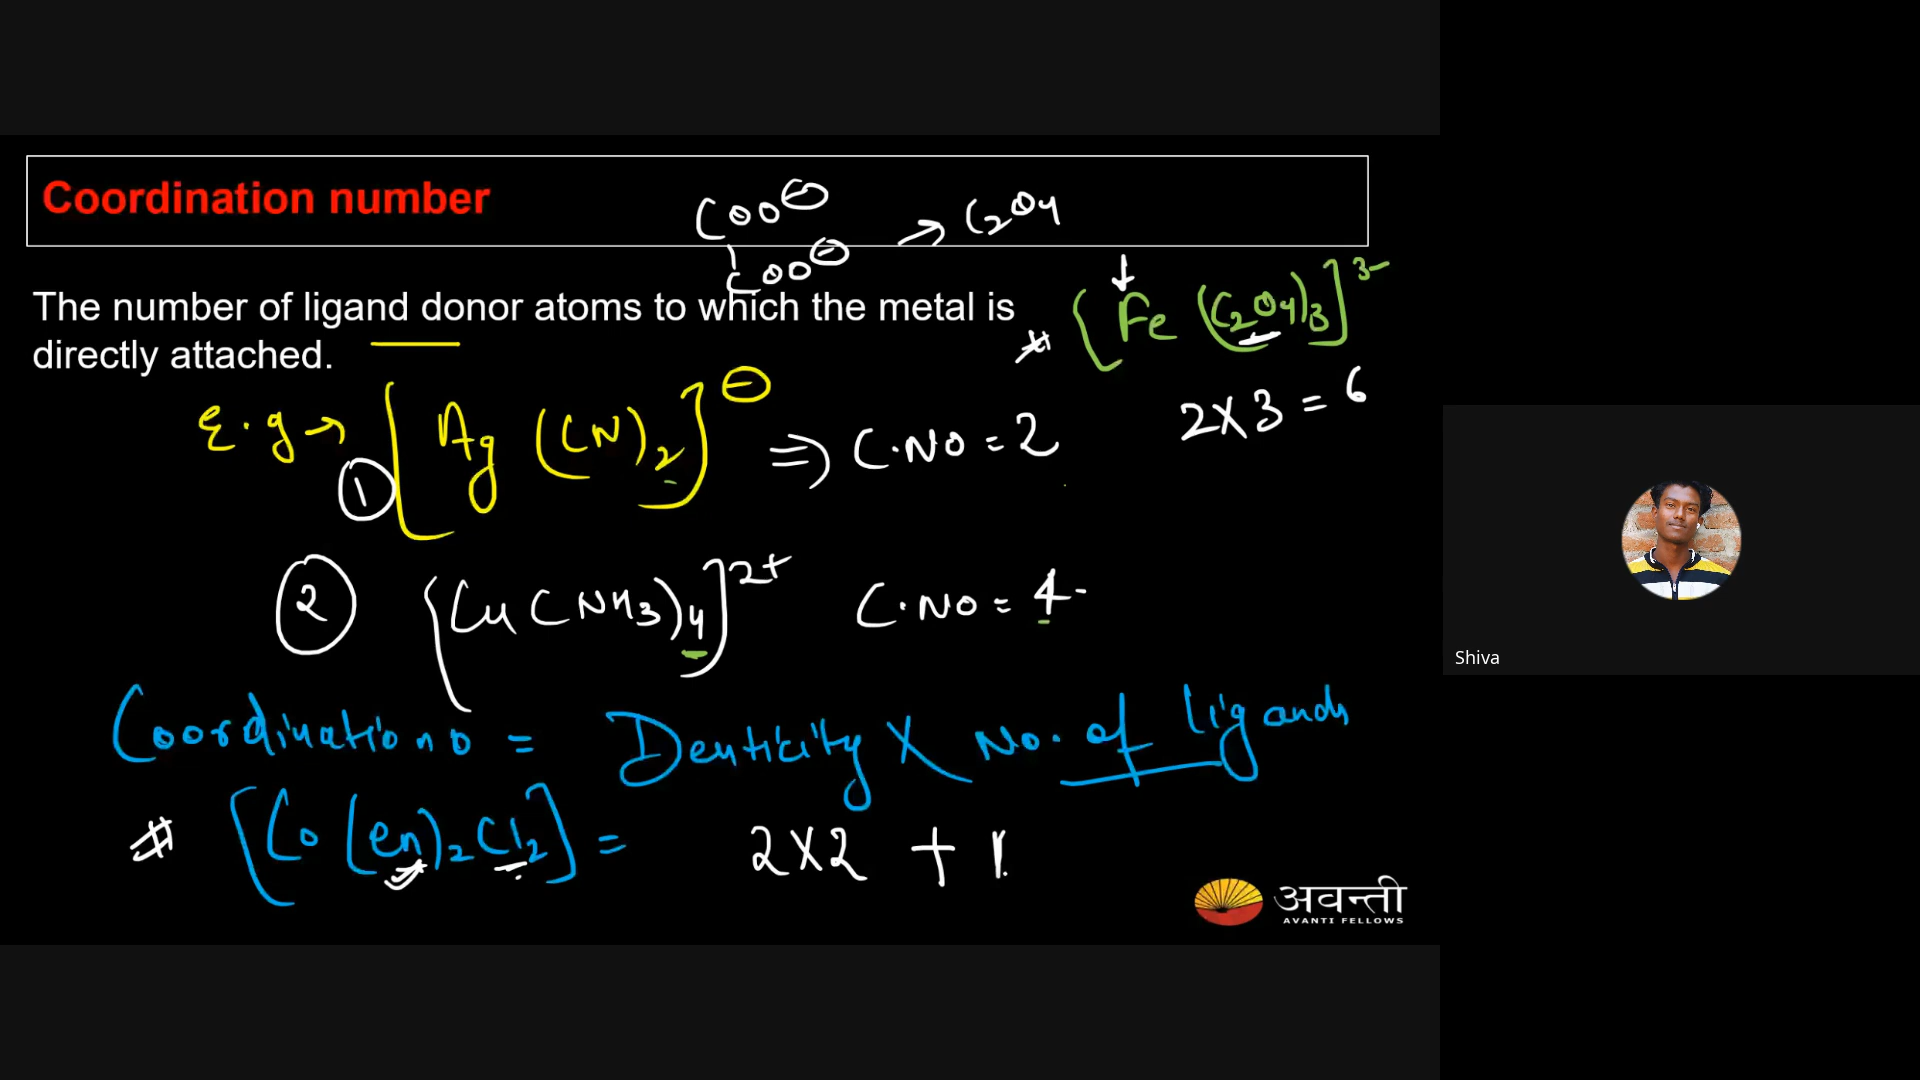 Coordination number
COO⊖
COO⊖ → C2O4
The number of ligand donor atoms to which the metal is
directly attached.
* [Fe(C2O4)3]3-
2X3 = 6
E.g → ① [Ag(CN)2]⊖ ⇒ C.NO = 2
② [Cu(NH3)4]2+ C.NO = 4
Coordination no = Denticity X No. of ligands
# [Co(en)2Cl2] = 2X2 + 1
अवन्ती
AVANTI FELLOWS
Shiva